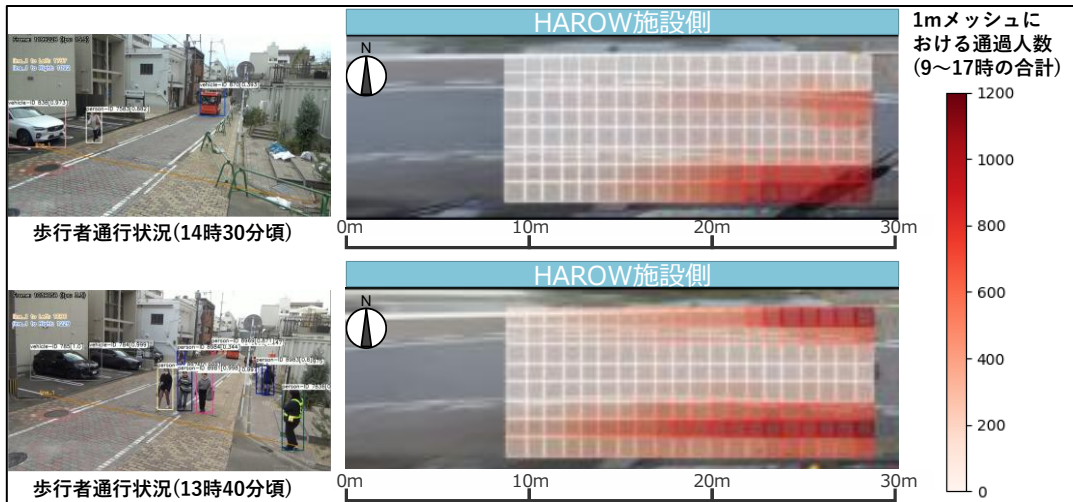 HAROW施設側
N
0m
10m
20m
30m
歩行者通行状況(14時30分頃)
HAROW施設側
N
0m
10m
20m
30m
歩行者通行状況(13時40分頃)
1mメッシュに
おける通過人数
(9～17時の合計)
1200
1000
800
600
400
200
0